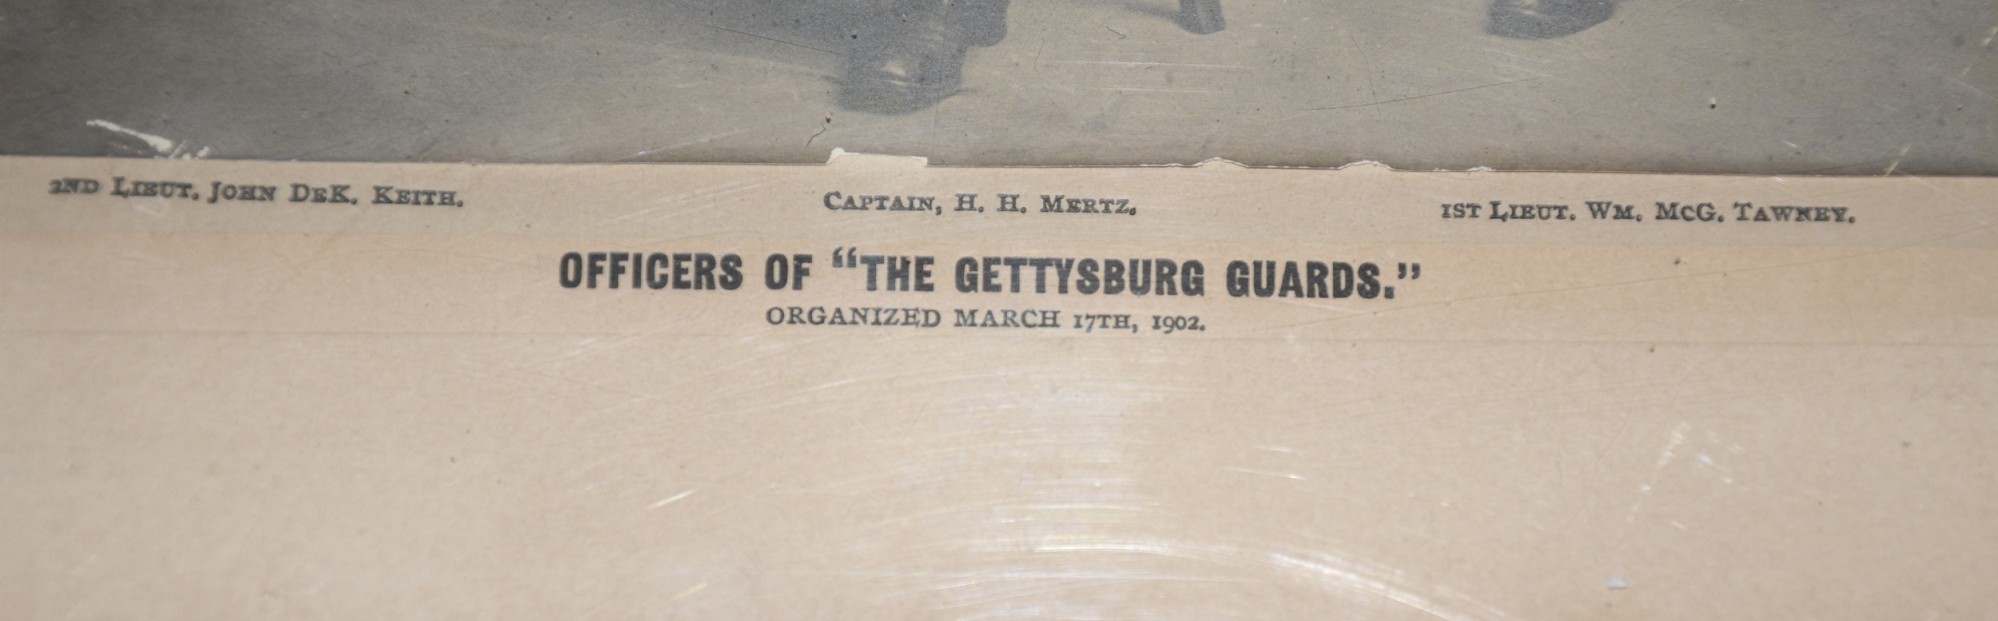 2ND LIEUT. JOHN DEK. KEITH. CAPTAIN, H. H. MERTZ. 1ST LIEUT. WM. MCG. TAWNEY.
OFFICERS OF "THE GETTYSBURG GUARDS."
ORGANIZED MARCH 17TH, 1902.